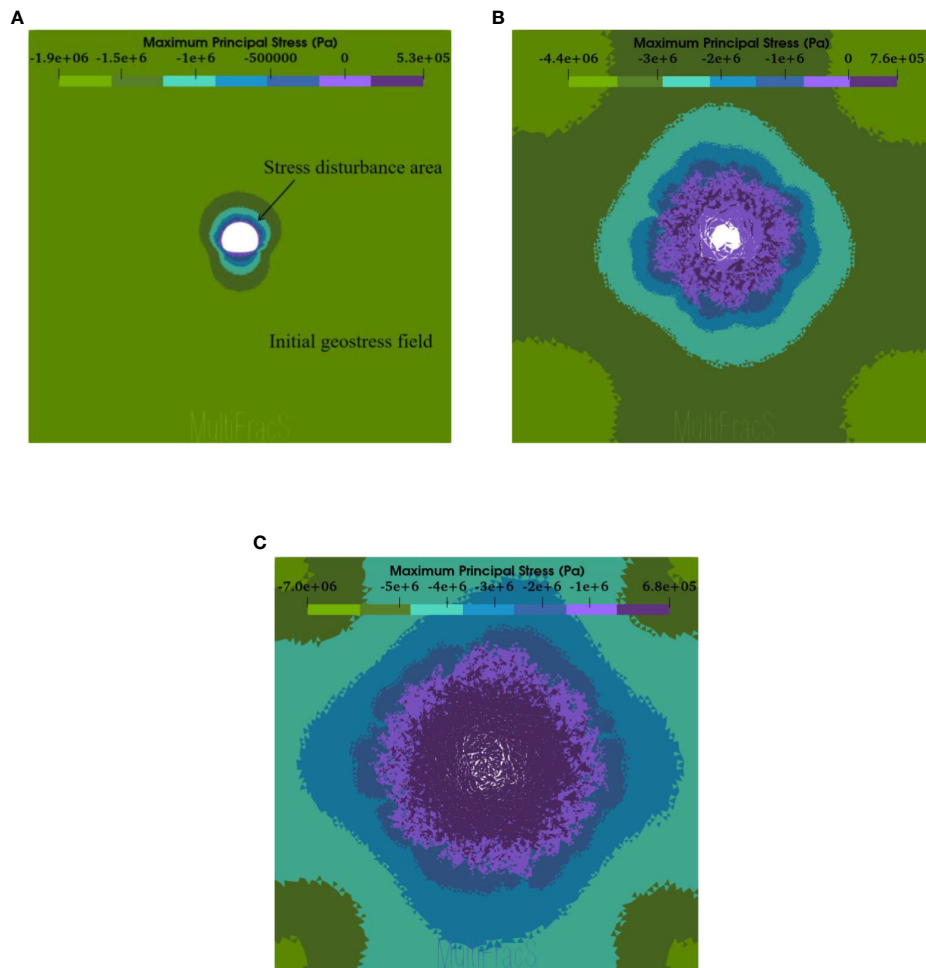 A
Maximum Principal Stress (Pa)
-1.9e+06 -1.5e+6 -1e+6 -500000 0 5.3e+05
Stress disturbance area
Initial geostress field
MultiFracS
B
Maximum Principal Stress (Pa)
-4.4e+06 -3e+6 -2e+6 -1e+6 0 7.6e+05
MultiFracS
C
Maximum Principal Stress (Pa)
-7.0e+06 -5e+6 -4e+6 -3e+6 -2e+6 -1e+6 6.8e+05
MultiFracS